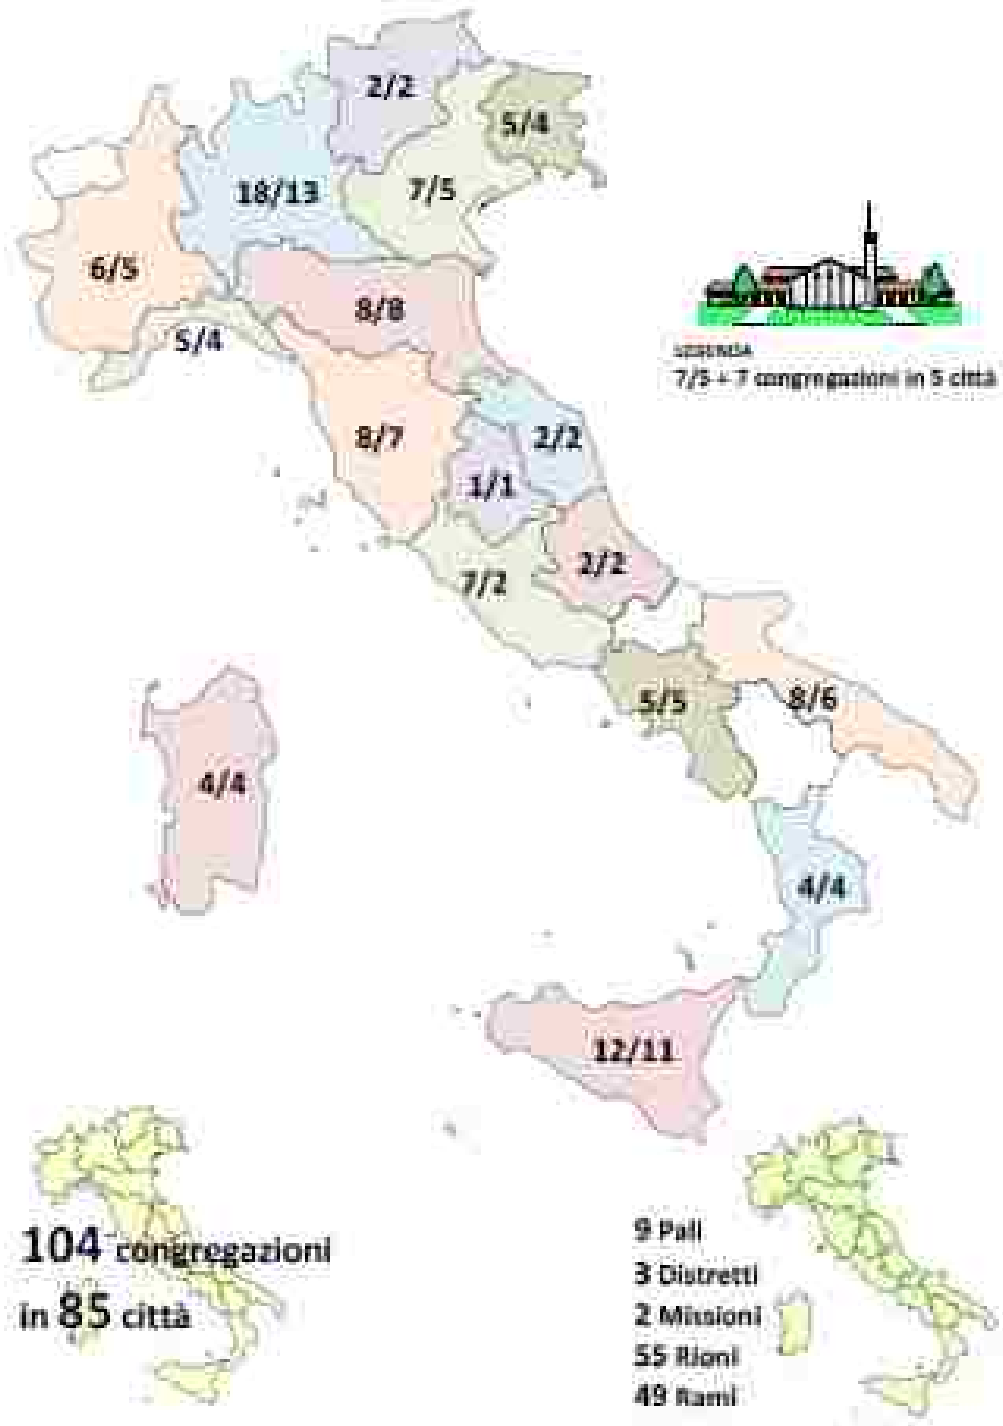 2/2
5/4
18/13
7/5
6/5
8/8
5/4
LEGENDA
7/5 = 7 congregazioni in 5 città
8/7
2/2
1/1
2/2
7/2
5/5
8/6
4/4
4/4
12/11
104 congregazioni
in 85 città
9 Pali
3 Distretti
2 Missioni
55 Rioni
49 Rami